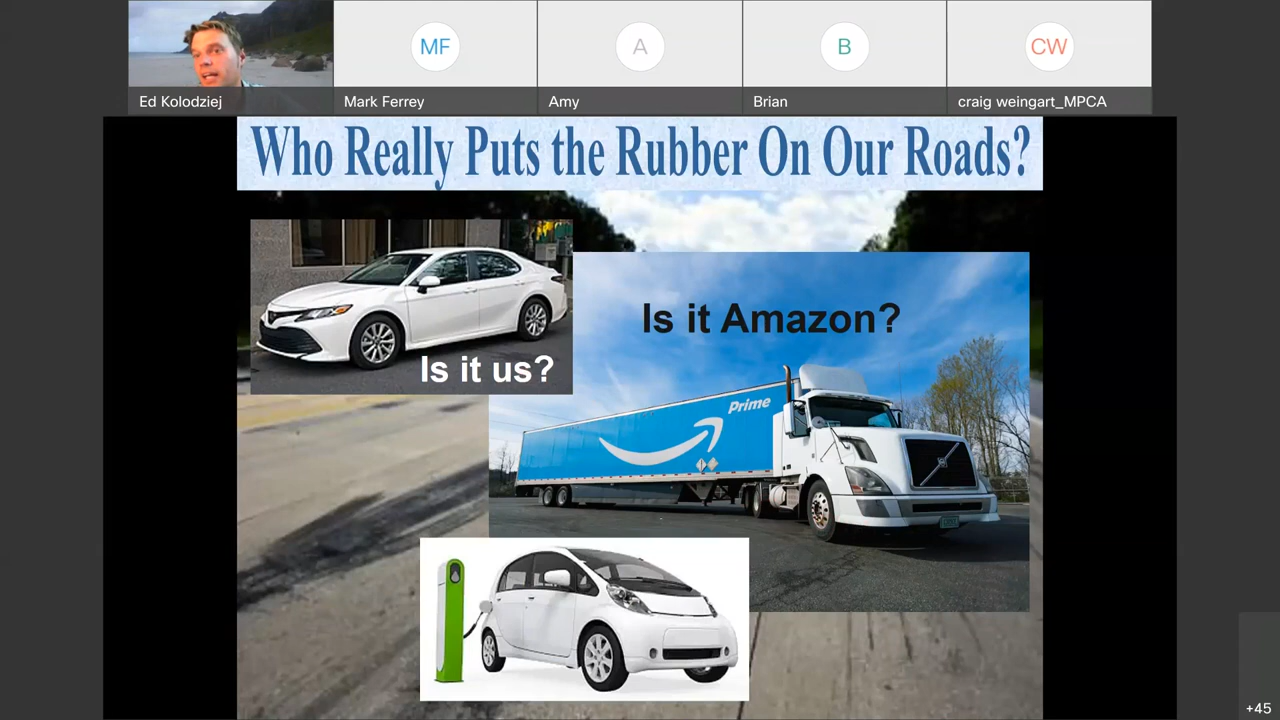 MF
A
B
CW
Ed Kolodziej
Mark Ferrey
Amy
Brian
craig weingart_MPCA
Who Really Puts the Rubber On Our Roads?
Is it Amazon?
Is it us?
Prime
+45